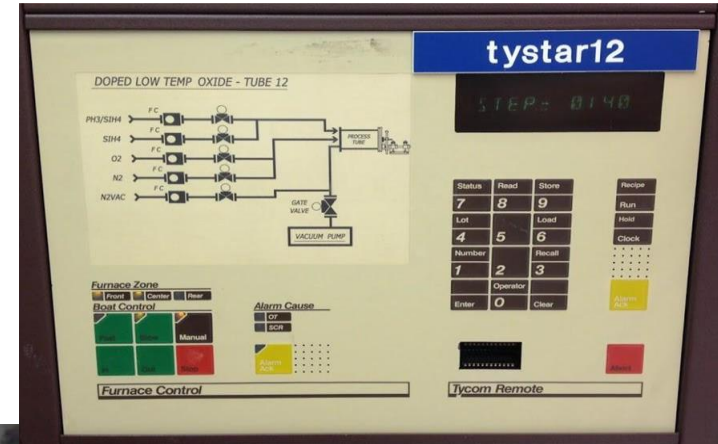 tystar12
DOPED LOW TEMP OXIDE - TUBE 12
STEP= 0140
FC
PH3/SIH4
SIH4
FC
O2
FC
N2
FC
N2VAC
PROCESS
TUBE
GATE
VALVE
VACUUM PUMP
Status Read Store
7 8 9
Lot Load
4 5 6
Number Recall
1 2 3
Operator
Enter 0 Clear
Recipe
Run
Hold
Clock
Alarm
Ack
Abort
Furnace Zone
Front Center Rear
Boat Control
Fast Slow Manual
In Out Stop
Alarm Cause
OT
SCR
Alarm
Ack
Furnace Control
Tycom Remote